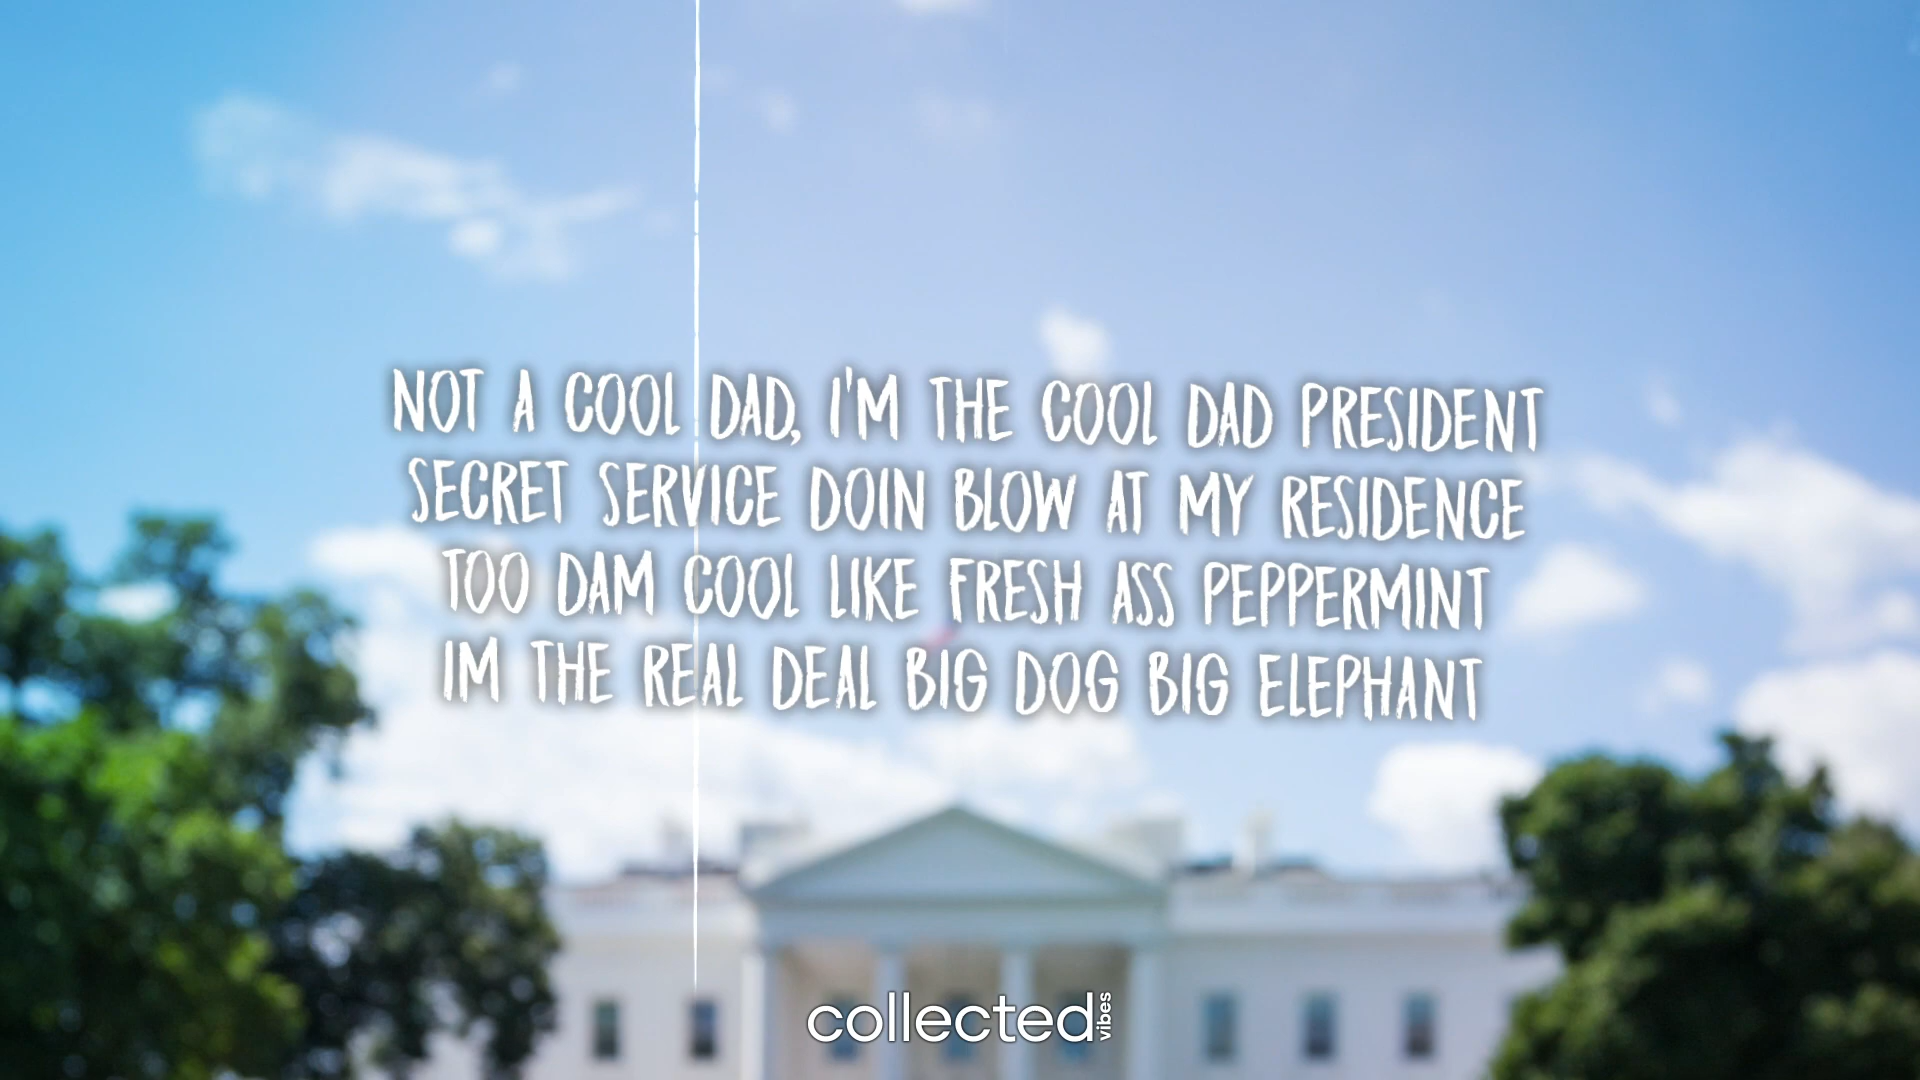 NOT A COOL DAD, I'M THE COOL DAD PRESIDENT
SECRET SERVICE DOIN BLOW AT MY RESIDENCE
TOO DAM COOL LIKE FRESH ASS PEPPERMINT
IM THE REAL DEAL BIG DOG BIG ELEPHANT
collected vibes